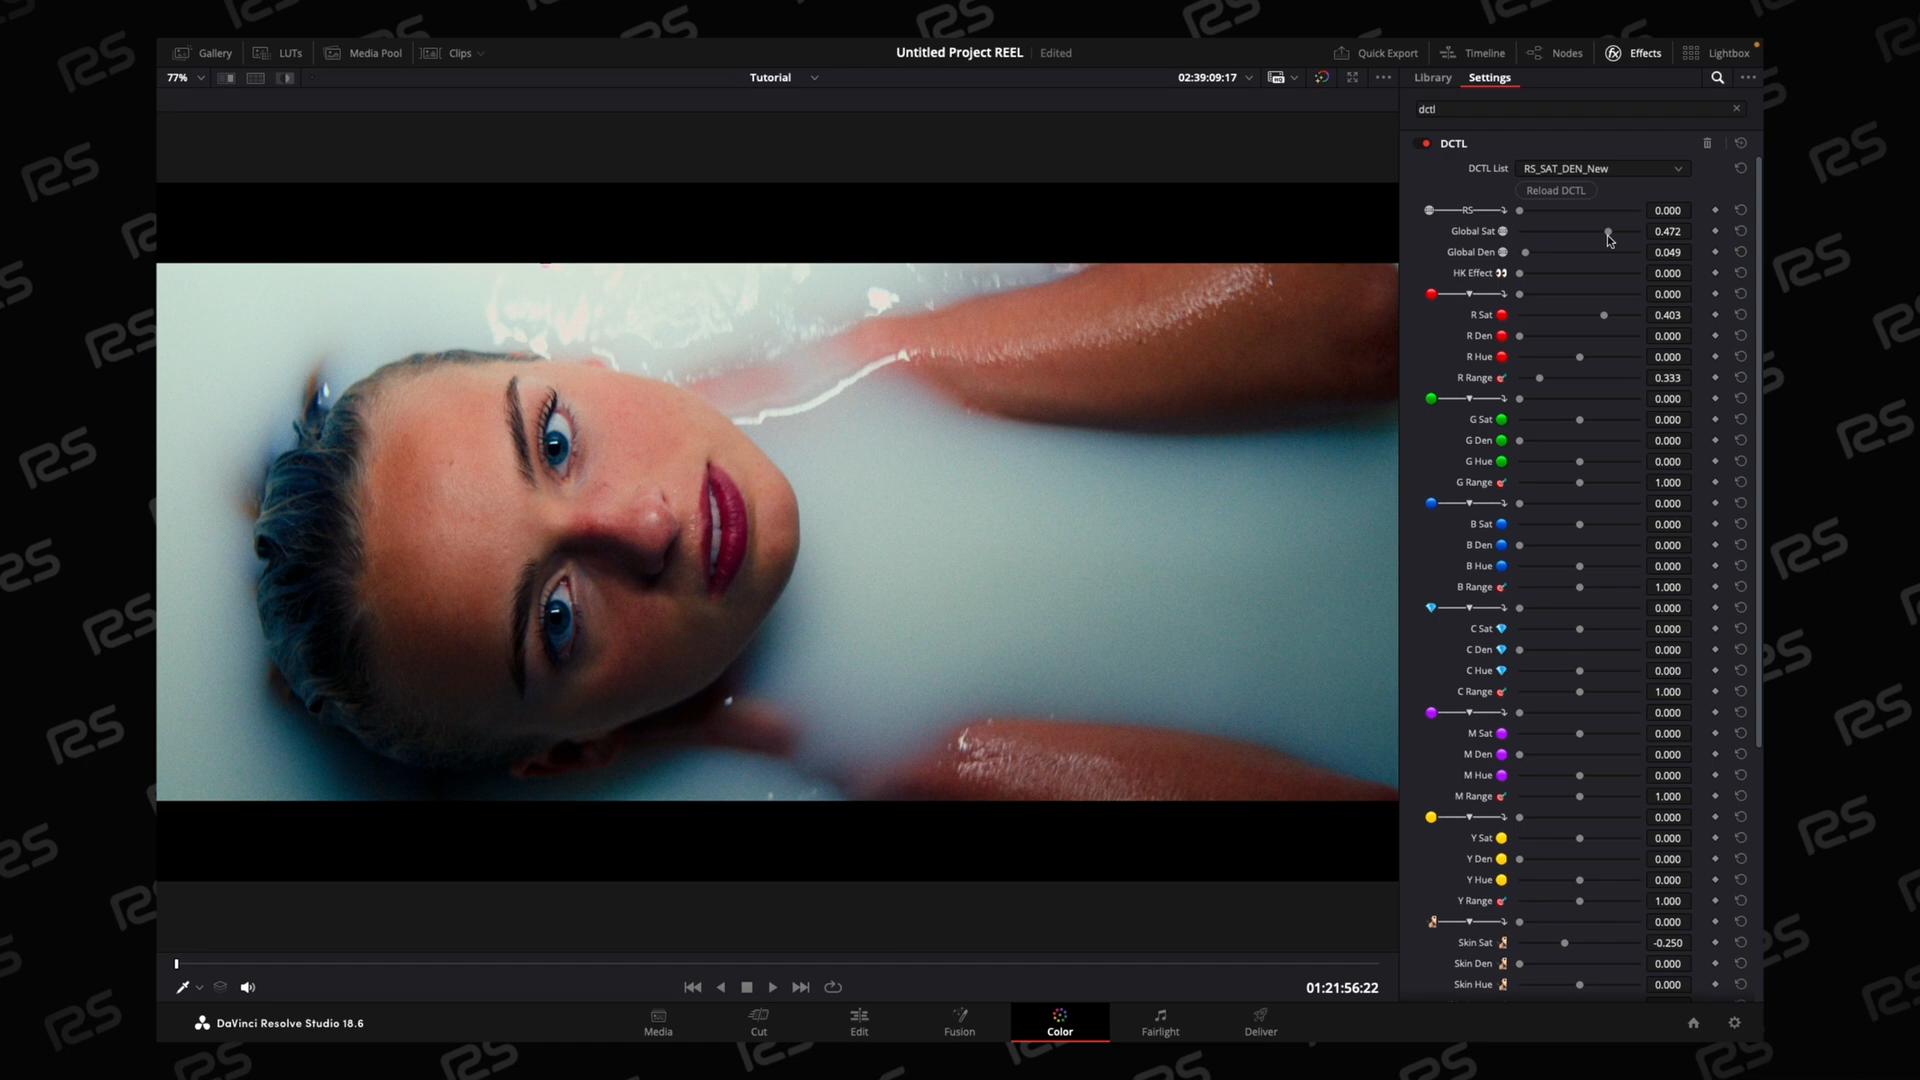 Gallery LUTs Media Pool Clips Untitled Project REEL Edited Quick Export Timeline Nodes fx Effects Lightbox
77% Tutorial 02:39:09:17 Library Settings
dctl
DCTL
DCTL List RS_SAT_DEN_New
Reload DCTL
RS 0.000
Global Sat 0.472
Global Den 0.049
HK Effect 0.000
0.000
R Sat 0.403
R Den 0.000
R Hue 0.000
R Range 0.333
0.000
G Sat 0.000
G Den 0.000
G Hue 0.000
G Range 1.000
0.000
B Sat 0.000
B Den 0.000
B Hue 0.000
B Range 1.000
0.000
C Sat 0.000
C Den 0.000
C Hue 0.000
C Range 1.000
0.000
M Sat 0.000
M Den 0.000
M Hue 0.000
M Range 1.000
0.000
Y Sat 0.000
Y Den 0.000
Y Hue 0.000
Y Range 1.000
0.000
Skin Sat -0.250
Skin Den 0.000
Skin Hue 0.000
01:21:56:22
DaVinci Resolve Studio 18.6 Media Cut Edit Fusion Color Fairlight Deliver